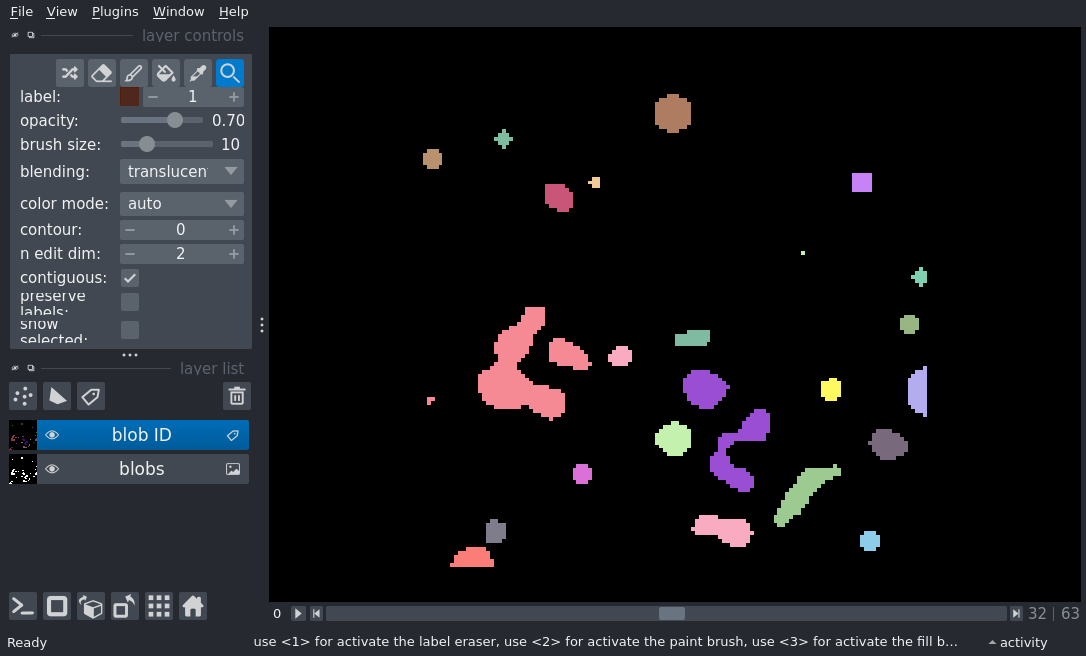 File View Plugins Window Help
layer controls
label: 1
opacity: 0.70
brush size: 10
blending: translucen
color mode: auto
contour: 0
n edit dim: 2
contiguous:
preserve
labels:
show
selected:
layer list
blob ID
blobs
0 32 63
Ready use <1> for activate the label eraser, use <2> for activate the paint brush, use <3> for activate the fill b... activity